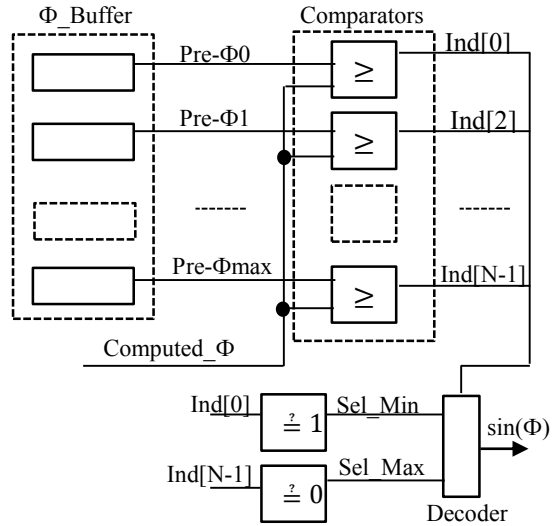 Φ_Buffer
Comparators
Pre-Φ0
≥
Ind[0]
Pre-Φ1
≥
Ind[2]
Pre-Φmax
≥
Ind[N-1]
Computed_Φ
Ind[0]
≟ 1
Sel_Min
sin(Φ)
Ind[N-1]
≟ 0
Sel_Max
Decoder